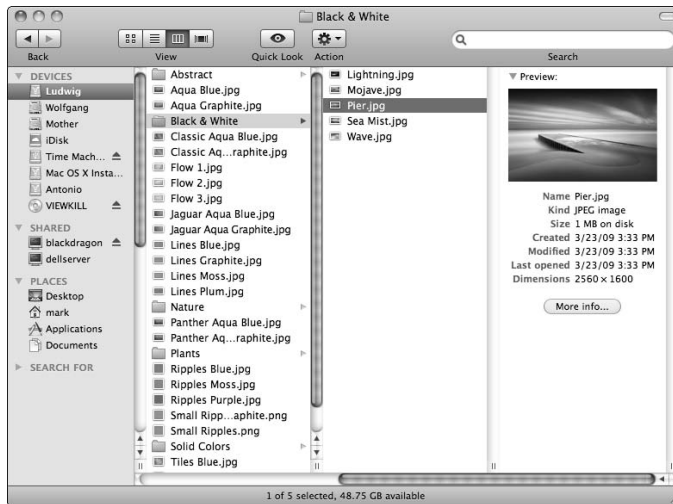 Black & White
Back
View
Quick Look
Action
Search
DEVICES
Ludwig
Wolfgang
Mother
iDisk
Time Mach...
Mac OS X Insta...
Antonio
VIEWKILL
SHARED
blackdragon
dellserver
PLACES
Desktop
mark
Applications
Documents
SEARCH FOR
Abstract
Aqua Blue.jpg
Aqua Graphite.jpg
Black & White
Classic Aqua Blue.jpg
Classic Aq...raphite.jpg
Flow 1.jpg
Flow 2.jpg
Flow 3.jpg
Jaguar Aqua Blue.jpg
Jaguar Aqua Graphite.jpg
Lines Blue.jpg
Lines Graphite.jpg
Lines Moss.jpg
Lines Plum.jpg
Nature
Panther Aqua Blue.jpg
Panther Aq...raphite.jpg
Plants
Ripples Blue.jpg
Ripples Moss.jpg
Ripples Purple.jpg
Small Ripp...aphite.png
Small Ripples.png
Solid Colors
Tiles Blue.jpg
Lightning.jpg
Mojave.jpg
Pier.jpg
Sea Mist.jpg
Wave.jpg
Preview:
Name Pier.jpg
Kind JPEG image
Size 1 MB on disk
Created 3/23/09 3:33 PM
Modified 3/23/09 3:33 PM
Last opened 3/23/09 3:33 PM
Dimensions 2560 × 1600
More info...
1 of 5 selected, 48.75 GB available